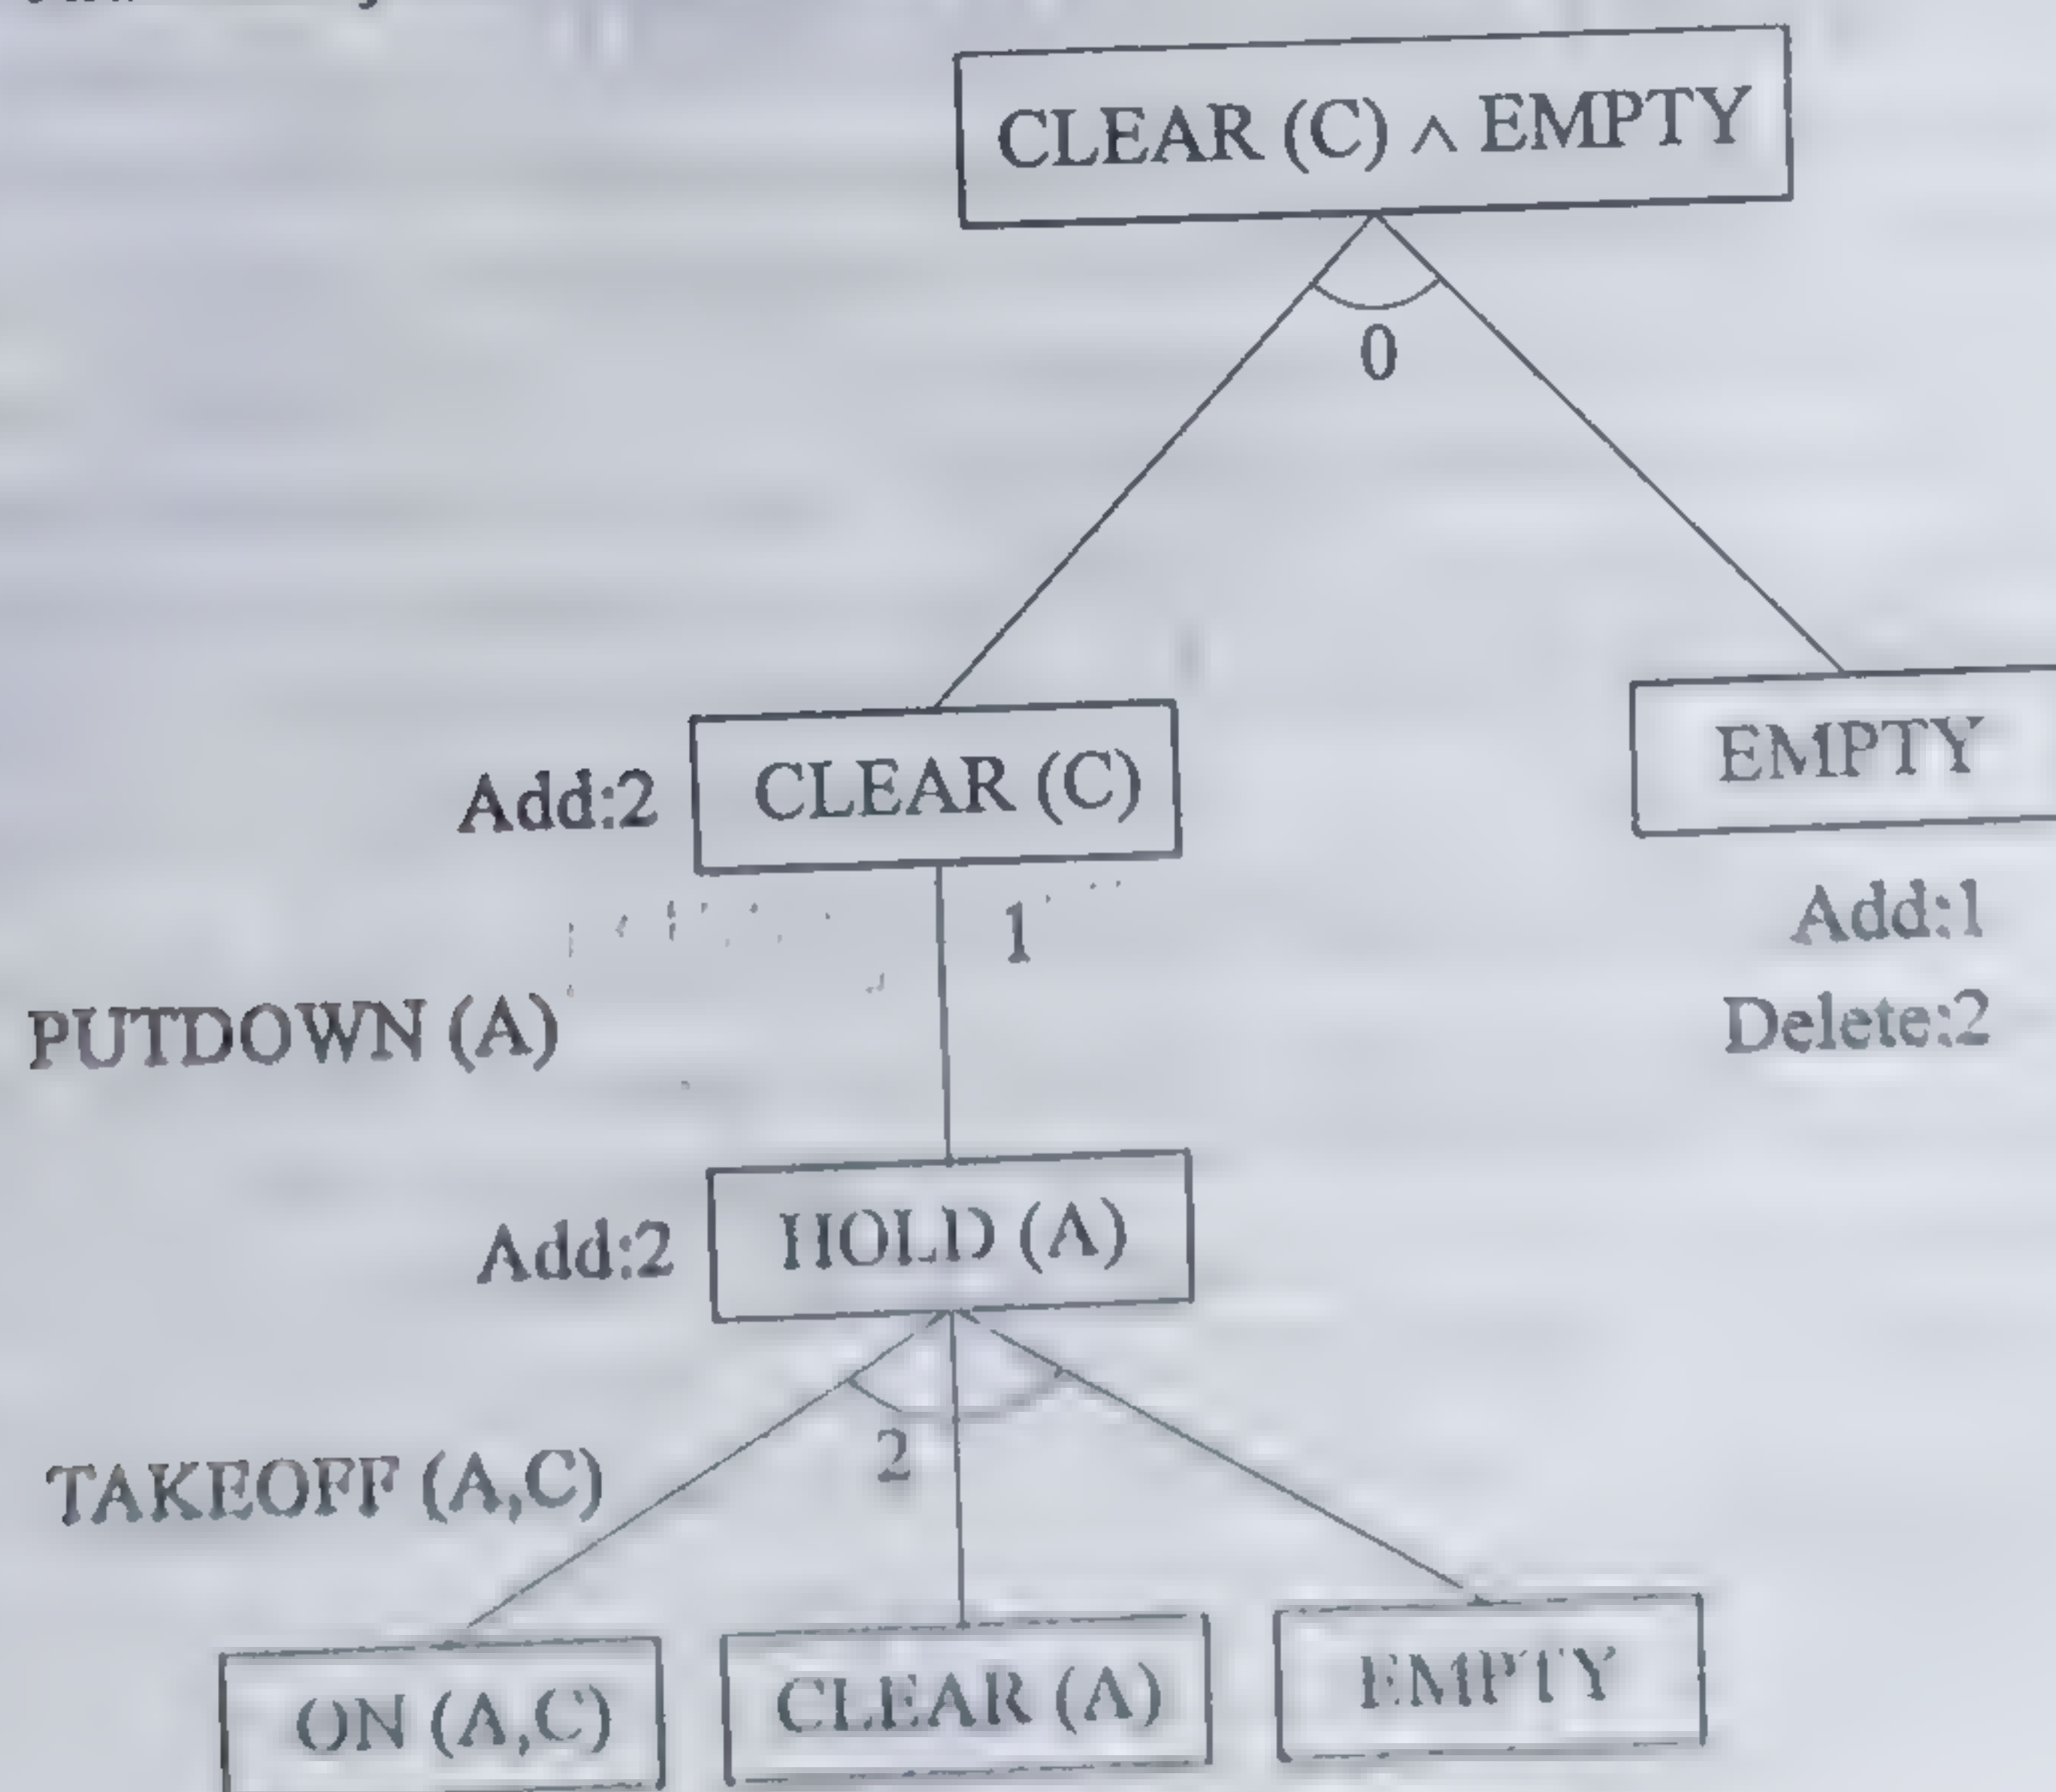 CLEAR (C) ∧ EMPTY
0
Add:2 CLEAR (C)
EMPTY
1
Add:1
PUTDOWN (A)
Delete:2
Add:2 HOLD (A)
2
TAKEOFF (A,C)
ON (A,C)
CLEAR (A)
EMPTY